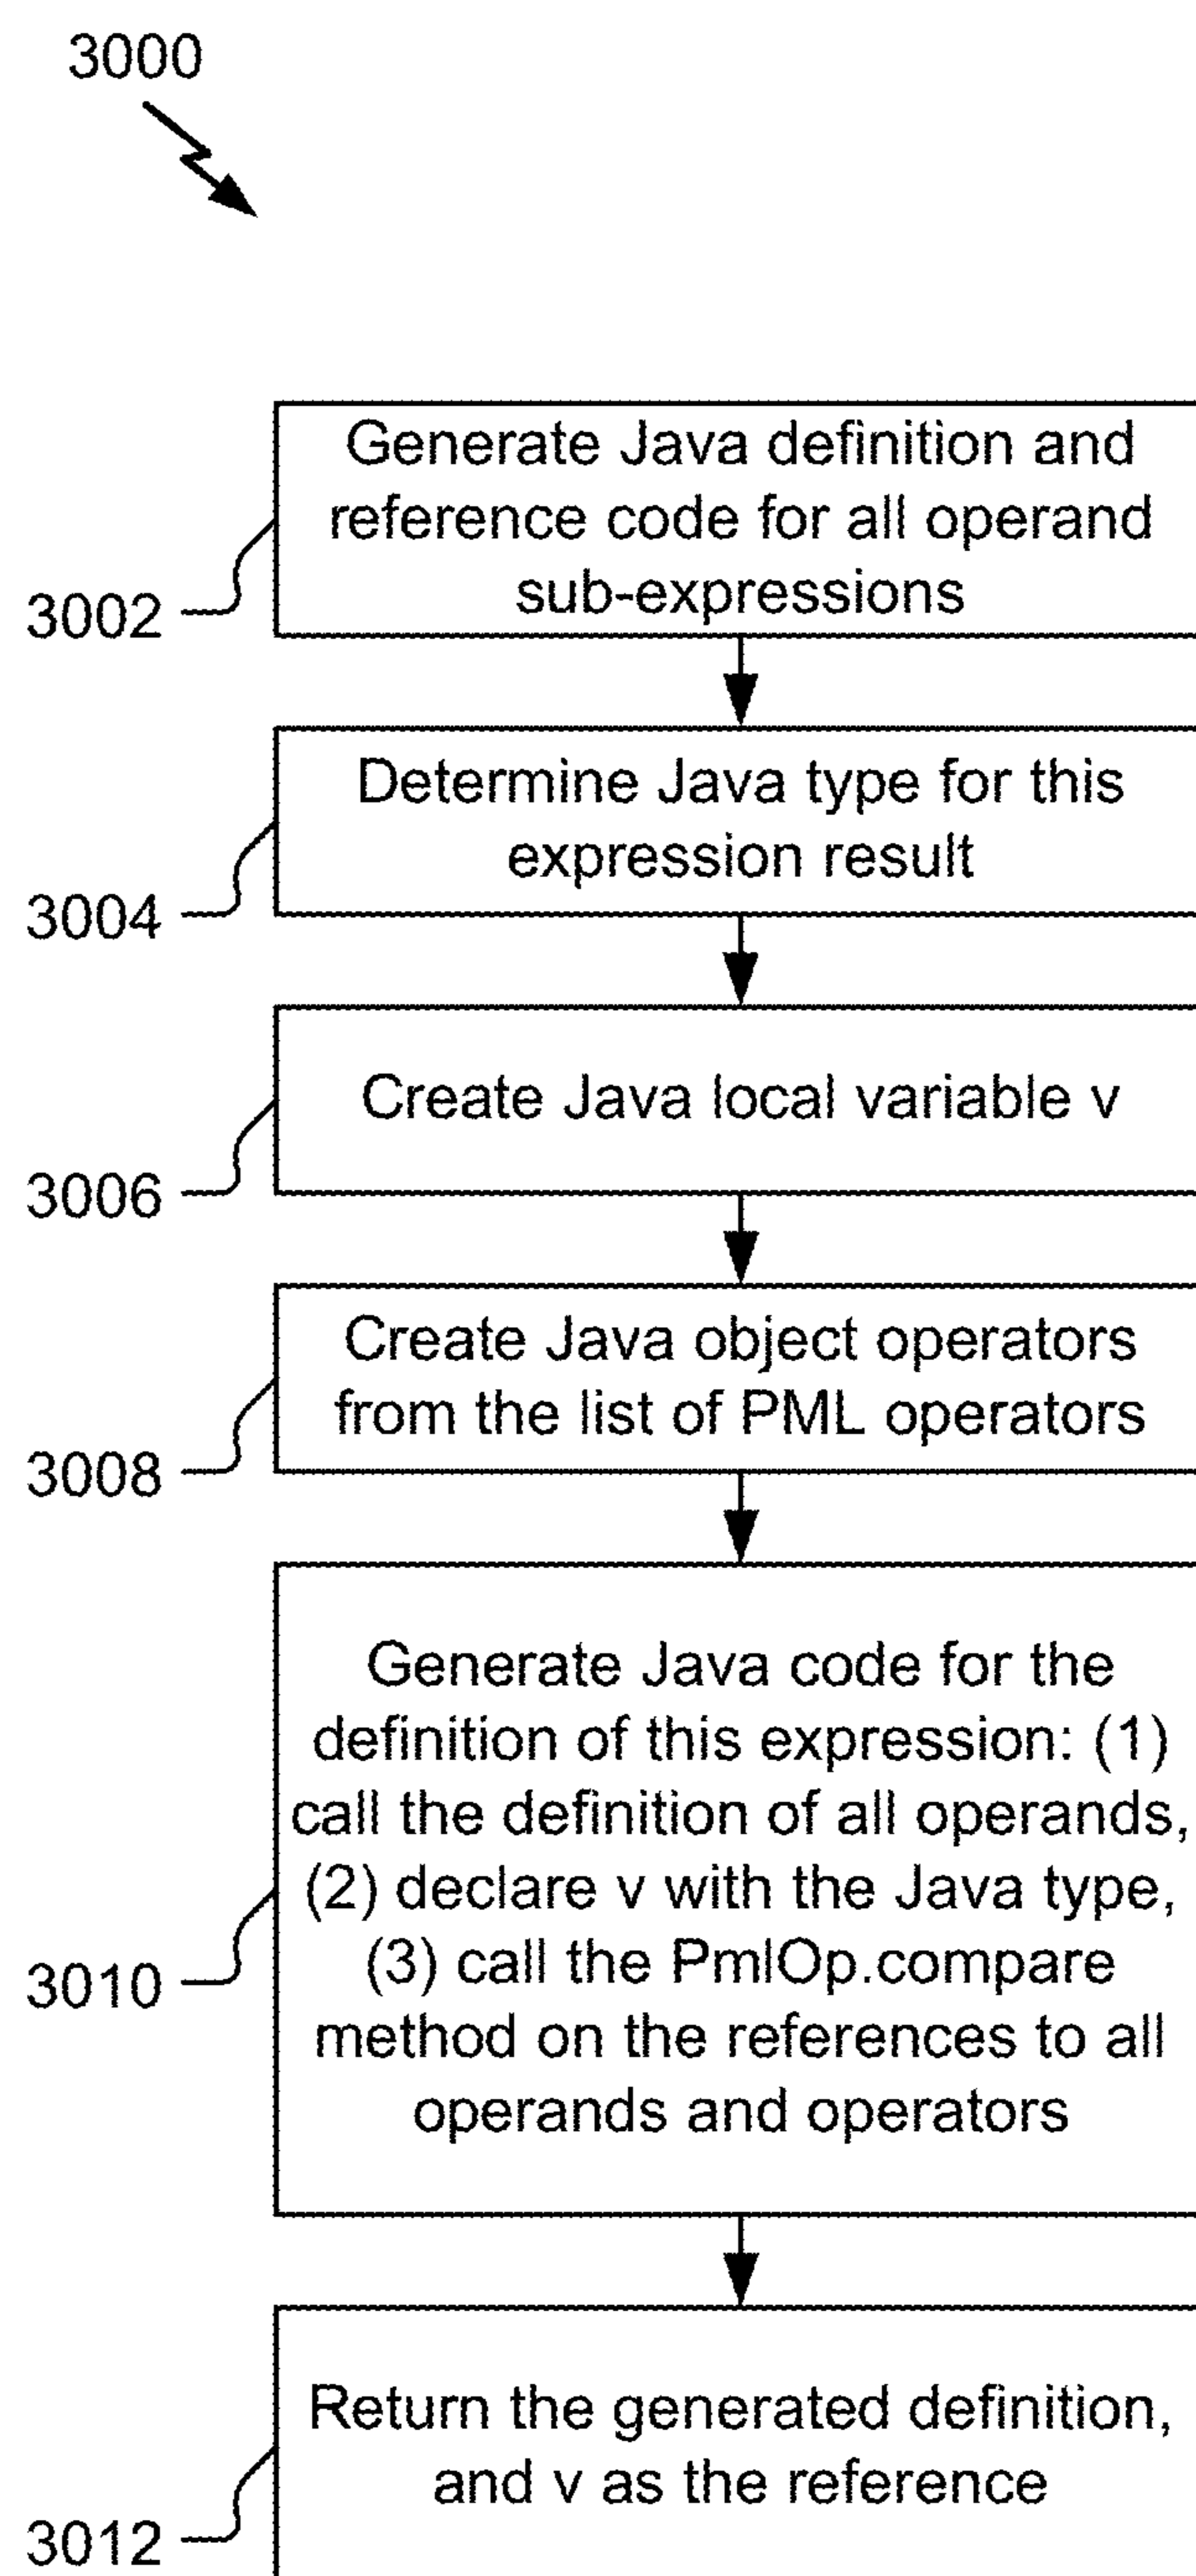 3000
Generate Java definition and
reference code for all operand
sub-expressions
3002
Determine Java type for this
expression result
3004
Create Java local variable v
3006
Create Java object operators
from the list of PML operators
3008
Generate Java code for the
definition of this expression: (1)
call the definition of all operands,
(2) declare v with the Java type,
(3) call the PmlOp.compare
method on the references to all
operands and operators
3010
Return the generated definition,
and v as the reference
3012